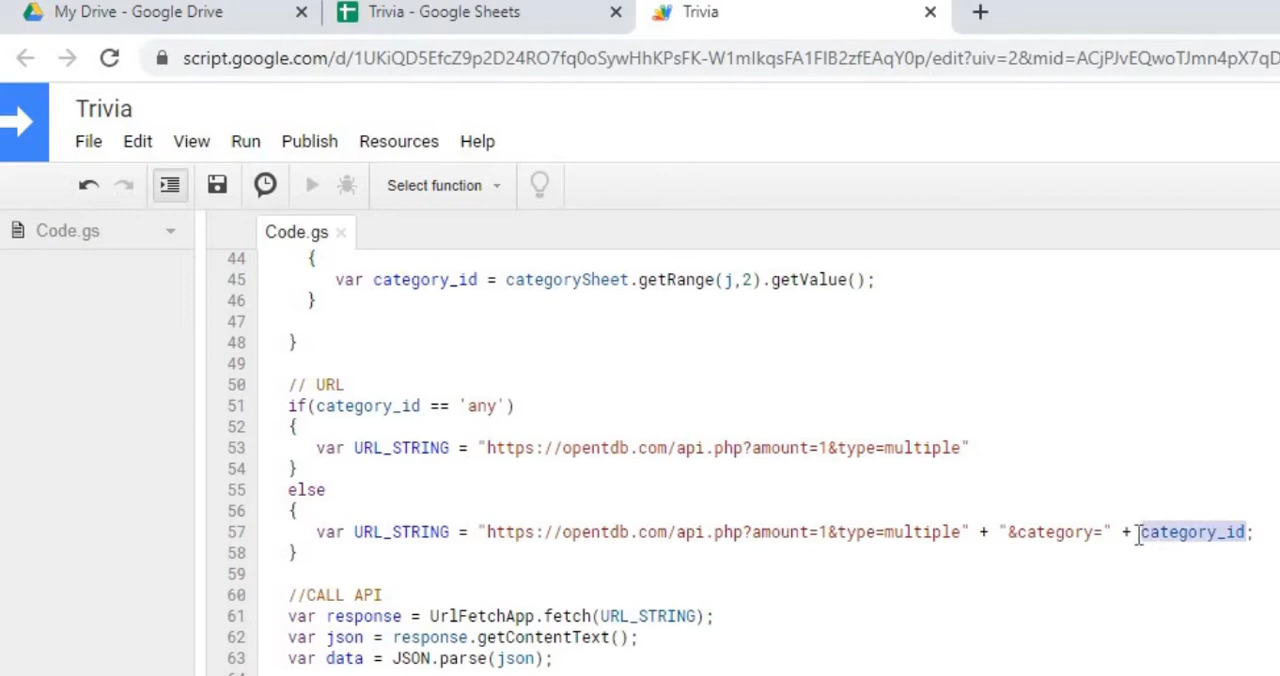 My Drive - Google Drive
Trivia - Google Sheets
Trivia
script.google.com/d/1UKiQD5EfcZ9p2D24RO7fq0oSywHhKPsFK-W1mlkqsFA1FlB2zfEAqY0p/edit?uiv=2&mid=ACjPJvEQwoTJmn4pX7qD
Trivia
File Edit View Run Publish Resources Help
Select function
Code.gs
Code.gs
44 {
45 var category_id = categorySheet.getRange(j,2).getValue();
46 }
47
48 }
49
50 // URL
51 if(category_id == 'any')
52 {
53 var URL_STRING = "https://opentdb.com/api.php?amount=1&type=multiple"
54 }
55 else
56 {
57 var URL_STRING = "https://opentdb.com/api.php?amount=1&type=multiple" + "&category=" + category_id;
58 }
59
60 //CALL API
61 var response = UrlFetchApp.fetch(URL_STRING);
62 var json = response.getContentText();
63 var data = JSON.parse(json);